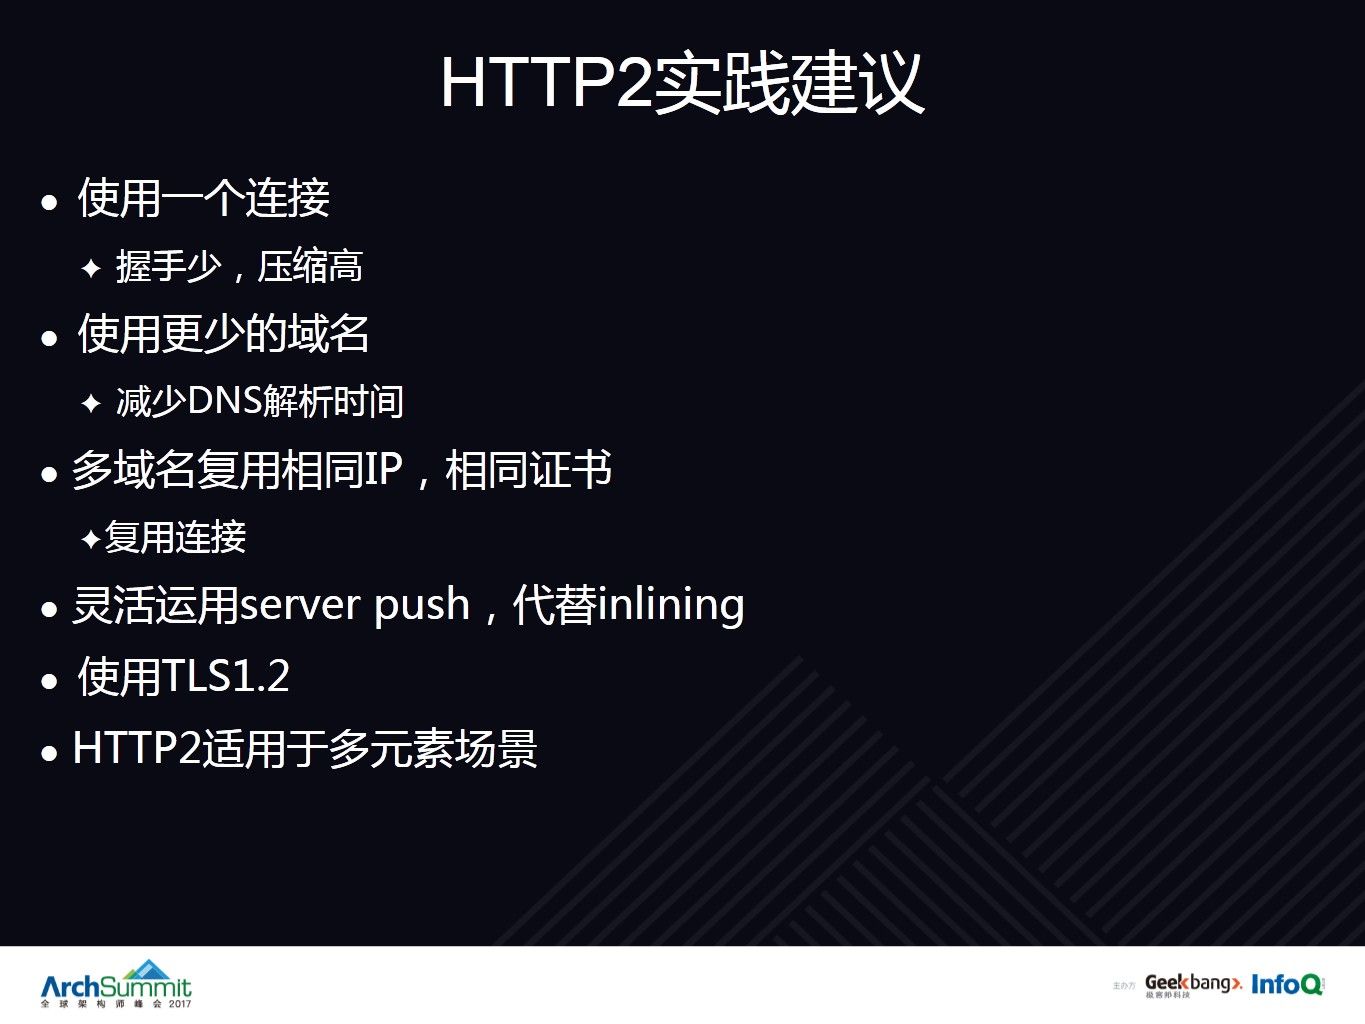 HTTP2实践建议
使用一个连接
握手少，压缩高
使用更少的域名
减少DNS解析时间
多域名复用相同IP，相同证书
复用连接
灵活运用server push，代替inlining
使用TLS1.2
HTTP2适用于多元素场景
ArchSummit
全球架构师峰会 2017
主办方
Geekbang>.
极客邦科技
InfoQ